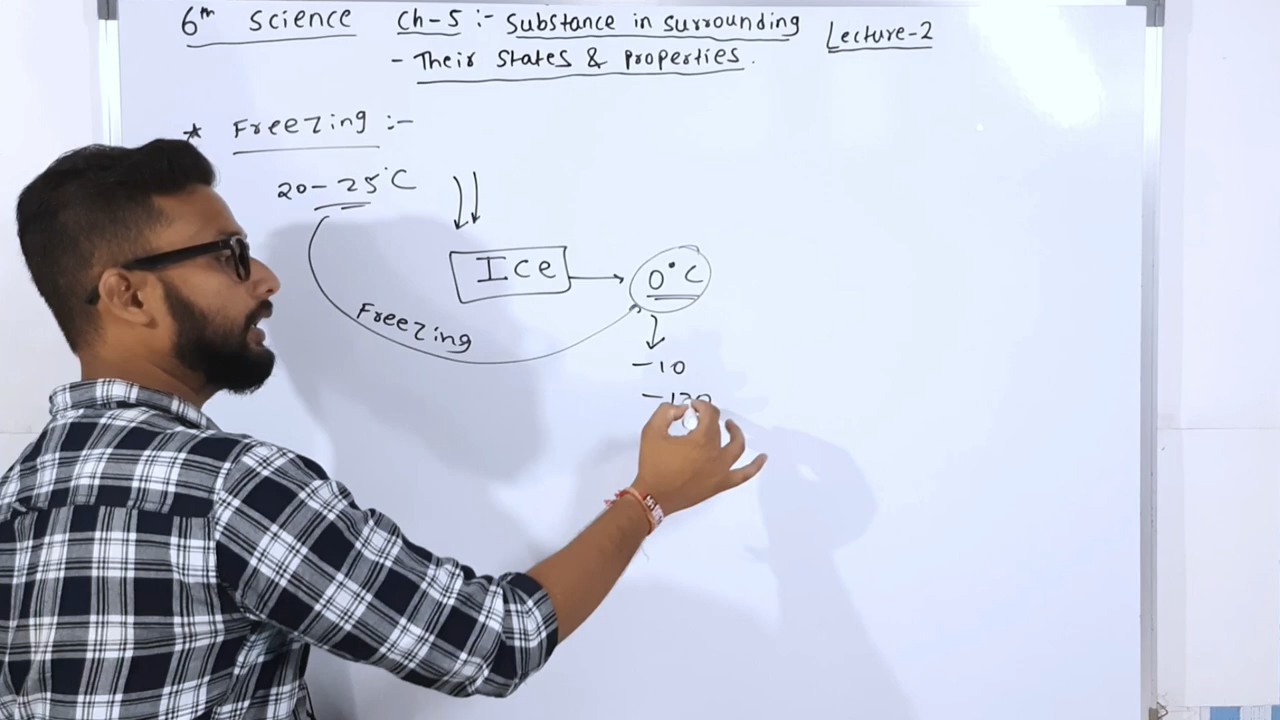 6th Science Ch-5 :- Substance in surrounding Lecture-2
- Their states & properties.
* Freezing :-
20-25°C
Ice 0°C
Freezing
-10